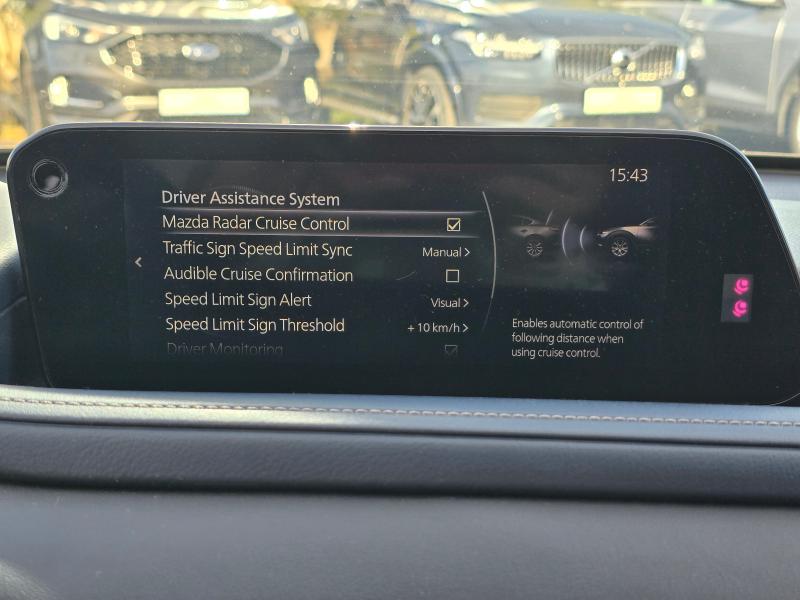 15:43
Driver Assistance System
Mazda Radar Cruise Control
Traffic Sign Speed Limit Sync Manual >
Audible Cruise Confirmation
Speed Limit Sign Alert Visual >
Speed Limit Sign Threshold + 10 km/h >
Driver Monitoring
Enables automatic control of
following distance when
using cruise control.